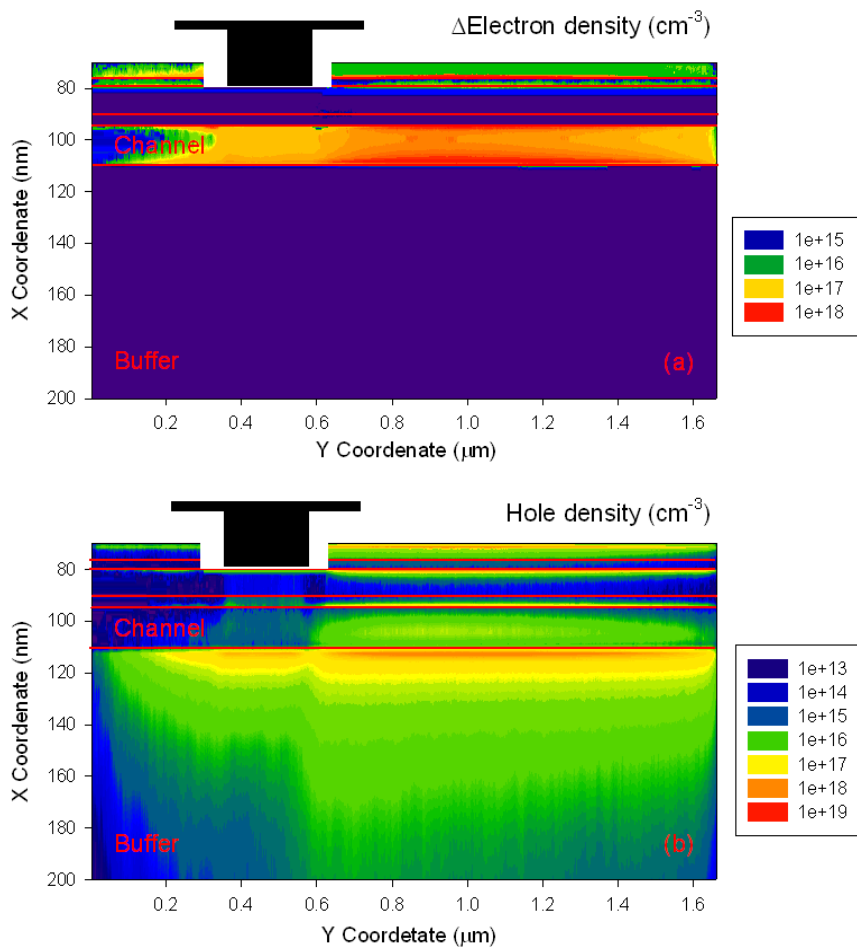 ΔElectron density (cm⁻³)
80
100
120
140
160
180
200
X Coordenate (nm)
Channel
Buffer
(a)
0.2
0.4
0.6
0.8
1.0
1.2
1.4
1.6
Y Coordenate (μm)
1e+15
1e+16
1e+17
1e+18
Hole density (cm⁻³)
80
100
120
140
160
180
200
X Coordenate (nm)
Channel
Buffer
(b)
0.2
0.4
0.6
0.8
1.0
1.2
1.4
1.6
Y Coordetate (μm)
1e+13
1e+14
1e+15
1e+16
1e+17
1e+18
1e+19